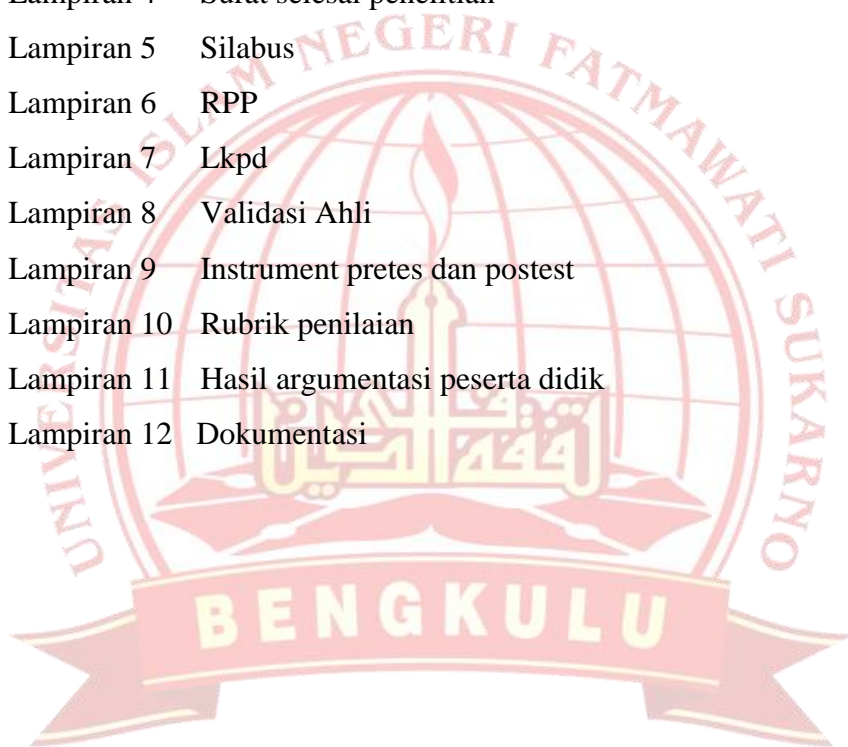 Lampiran 4 Surat selesai penelitian
Lampiran 5 Silabus
Lampiran 6 RPP
Lampiran 7 Lkpd
Lampiran 8 Validasi Ahli
Lampiran 9 Instrument pretes dan postest
Lampiran 10 Rubrik penilaian
Lampiran 11 Hasil argumentasi peserta didik
Lampiran 12 Dokumentasi
UNIVERSITAS ISLAM NEGERI FATMAWATI SUKARNO
BENGKULU